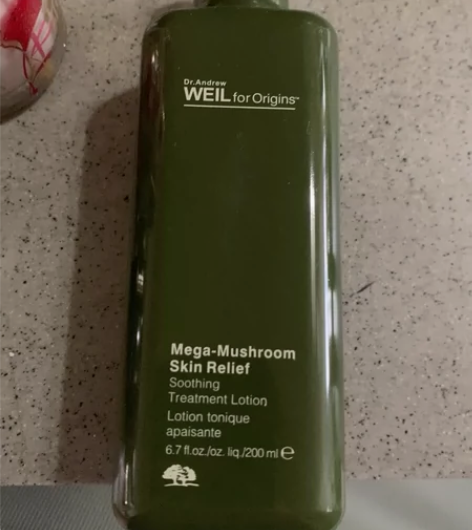 Dr. Andrew
WEIL for Origins™
Mega-Mushroom
Skin Relief
Soothing
Treatment Lotion
Lotion tonique
apaisante
6.7 fl.oz./oz. liq./200 ml ℮